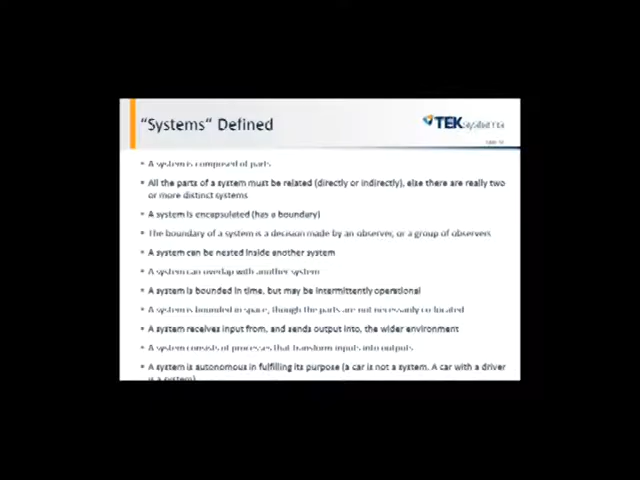 “Systems“ Defined
TEKsystems
• A system is composed of parts
• All the parts of a system must be related (directly or indirectly), else there are really two
or more distinct systems
• A system is encapsulated (has a boundary)
• The boundary of a system is a decision made by an observer, or a group of observers
• A system can be nested inside another system
• A system can overlap with another system
• A system is bounded in time, but may be intermittently operational
• A system is bounded in space, though the parts are not necessarily co-located
• A system receives input from, and sends output into, the wider environment
• A system consists of processes that transform inputs into outputs
• A system is autonomous in fulfilling its purpose (a car is not a system. A car with a driver
is a system)